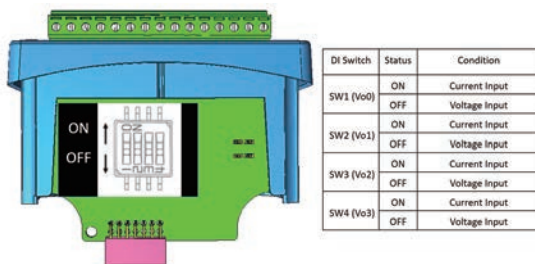 ON
OFF
DI Switch Status Condition
SW1 (Vo0) ON Current Input
OFF Voltage Input
SW2 (Vo1) ON Current Input
OFF Voltage Input
SW3 (Vo2) ON Current Input
OFF Voltage Input
SW4 (Vo3) ON Current Input
OFF Voltage Input